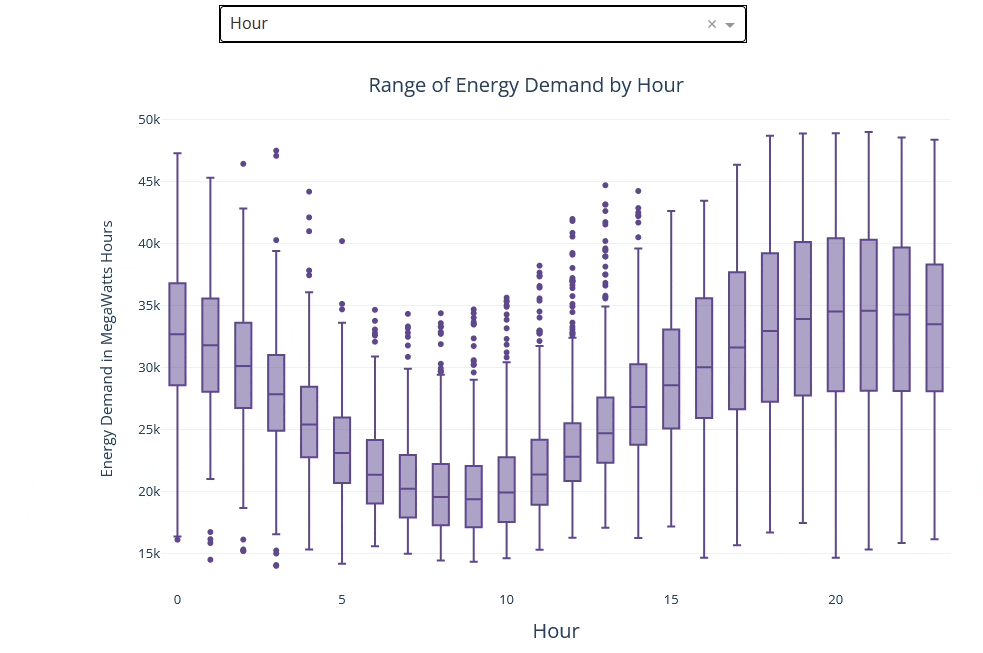 Hour
Range of Energy Demand by Hour
50k
45k
40k
35k
30k
25k
20k
15k
Energy Demand in MegaWatts Hours
0 5 10 15 20
Hour